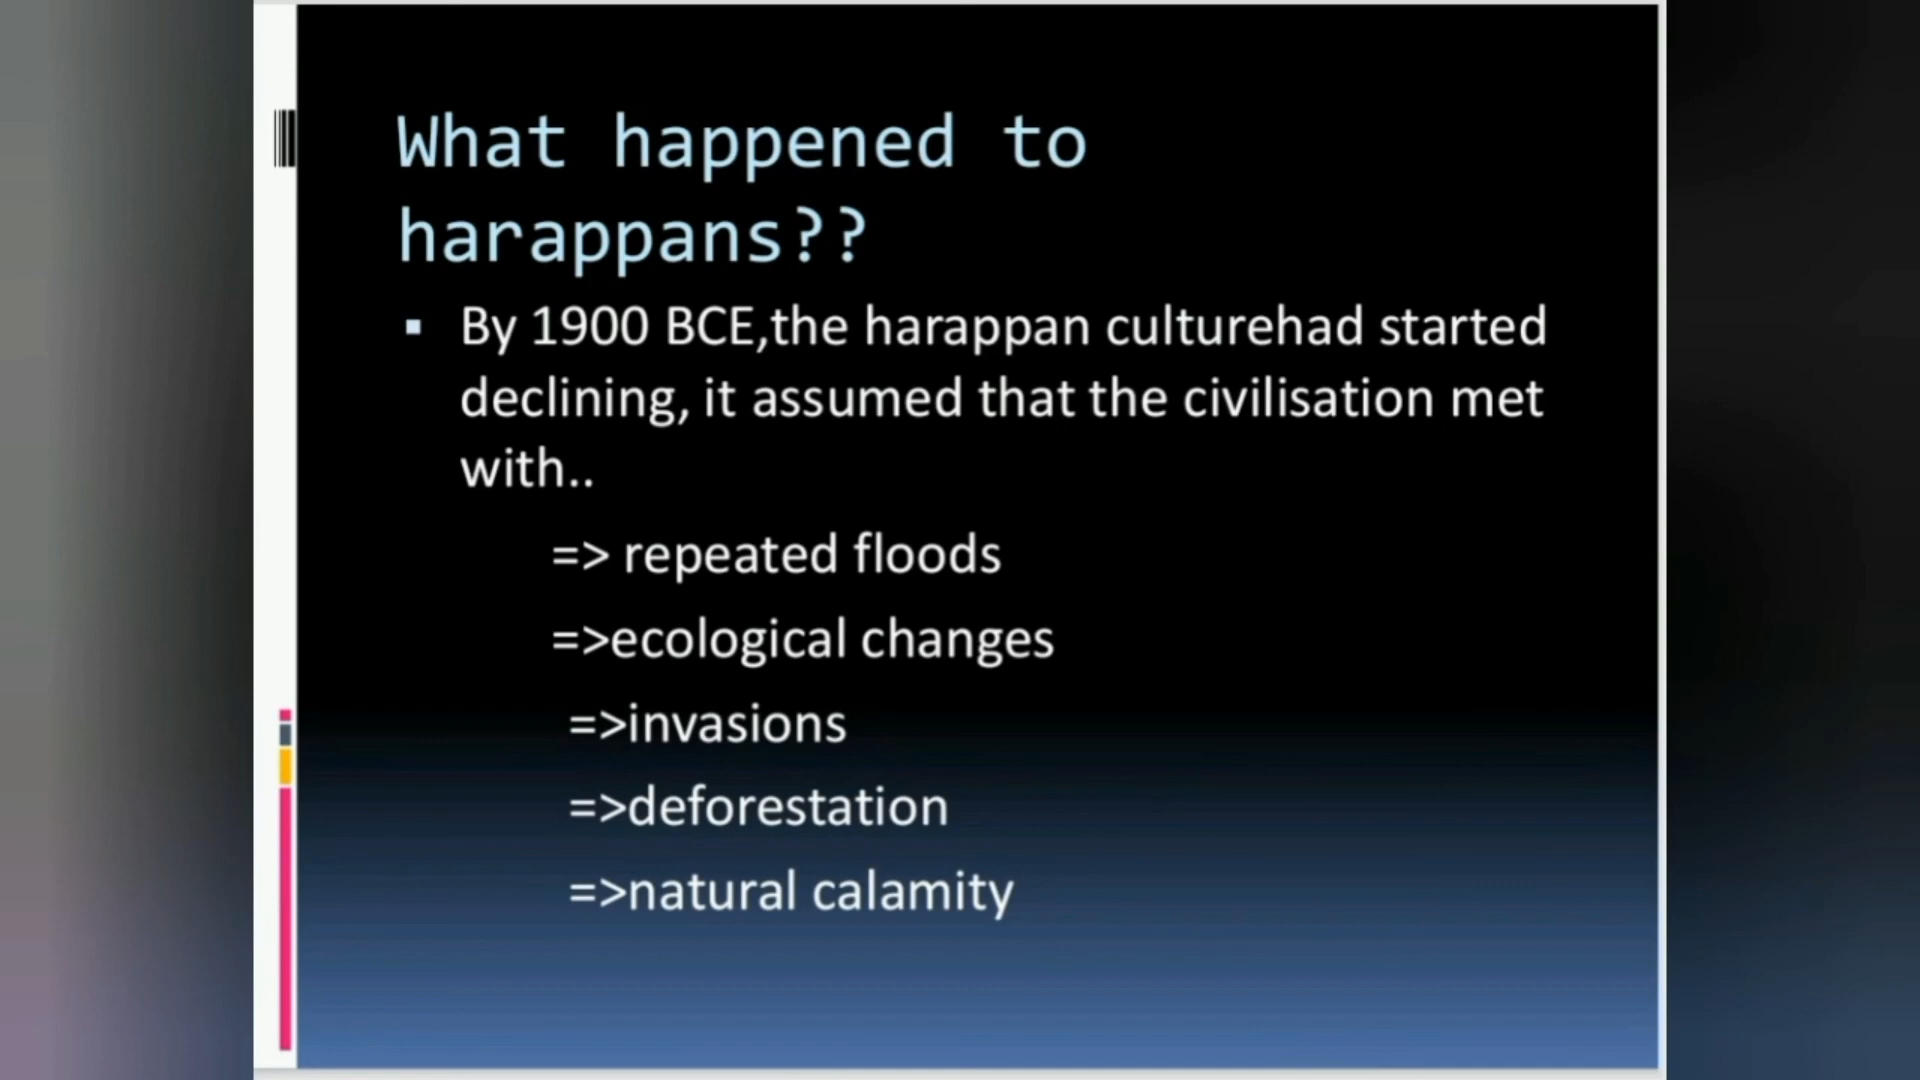 What happened to
harappans??
▪ By 1900 BCE,the harappan culturehad started
declining, it assumed that the civilisation met
with..
=> repeated floods
=>ecological changes
=>invasions
=>deforestation
=>natural calamity